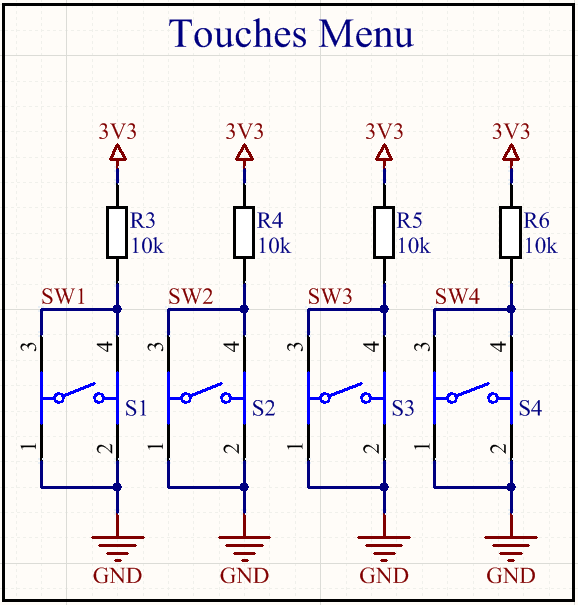 Touches Menu
3V3 3V3 3V3 3V3
R3 R4 R5 R6
10k 10k 10k 10k
SW1 SW2 SW3 SW4
3 4 3 4 3 4 3 4
S1 S2 S3 S4
1 2 1 2 1 2 1 2
GND GND GND GND